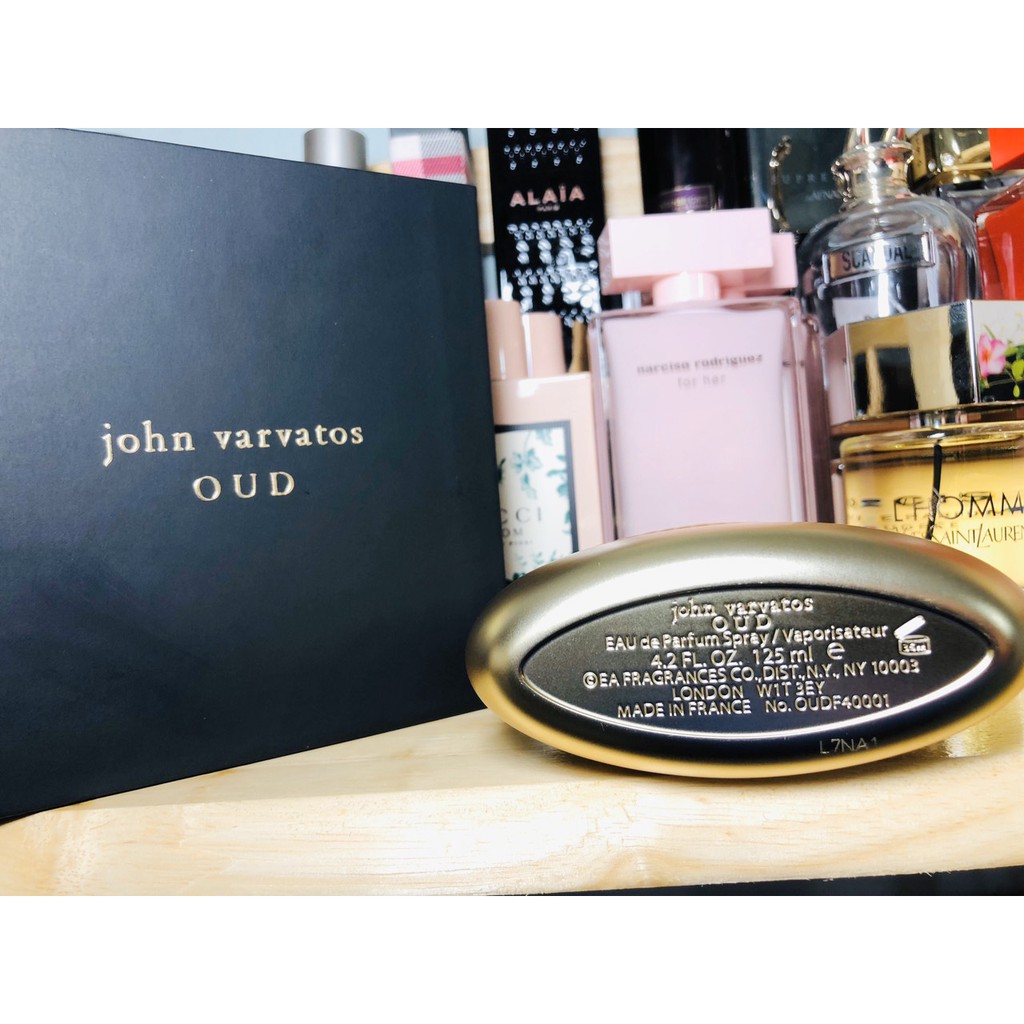 john varvatos
OUD
ALAÏA
SCANDAL
narciso rodriguez
for her
L'HOMME
john varvatos
OUD
EAU de Parfum Spray / Vaporisateur
4.2 FL. OZ. 125 ml e
©EA FRAGRANCES CO., DIST., N.Y., NY 10003
LONDON W1T 3EY
MADE IN FRANCE No. OUDF40001
L7NA1